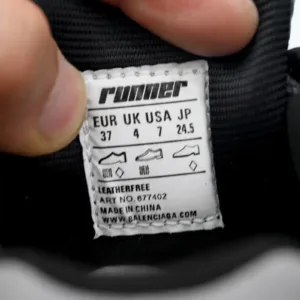 runner
EUR UK USA JP
37 4 7 24.5
LEATHERFREE
ART NO. 677402
MADE IN CHINA
WWW.BALENCIAGA.COM